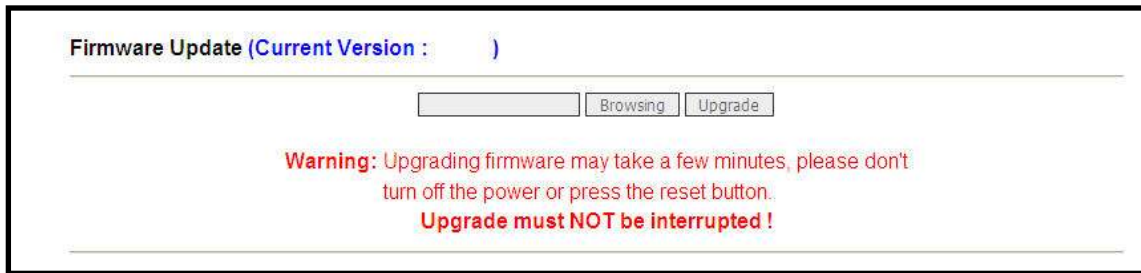 Firmware Update (Current Version : )
Browsing Upgrade
Warning: Upgrading firmware may take a few minutes, please don't
turn off the power or press the reset button.
Upgrade must NOT be interrupted !